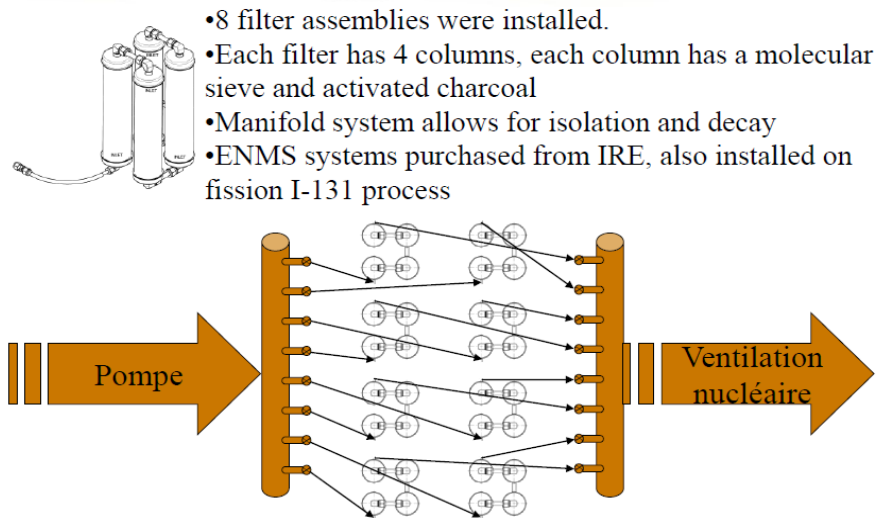 •8 filter assemblies were installed.
•Each filter has 4 columns, each column has a molecular
sieve and activated charcoal
•Manifold system allows for isolation and decay
•ENMS systems purchased from IRE, also installed on
fission I-131 process
Pompe
Ventilation
nucléaire